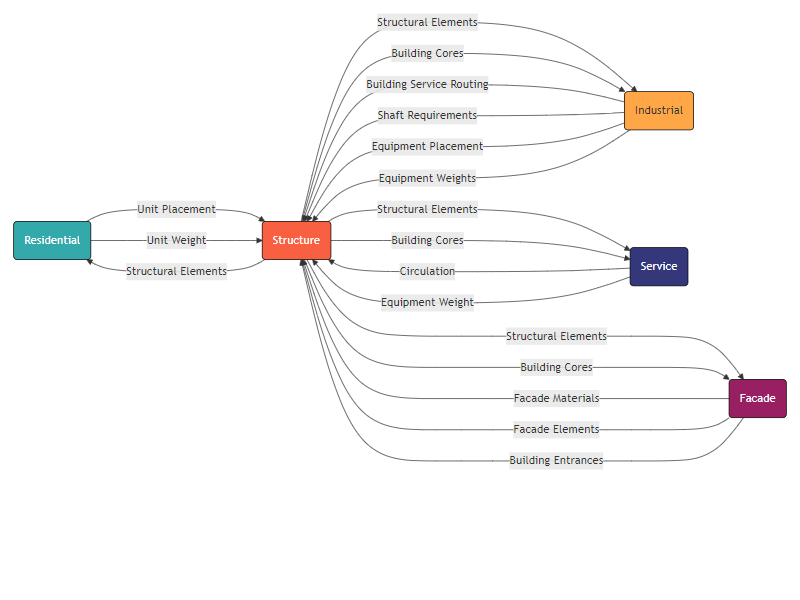 Structural Elements
Building Cores
Building Service Routing
Industrial
Shaft Requirements
Equipment Placement
Equipment Weights
Unit Placement
Structural Elements
Residential
Unit Weight
Structure
Building Cores
Service
Structural Elements
Circulation
Equipment Weight
Structural Elements
Building Cores
Facade Materials
Facade
Facade Elements
Building Entrances